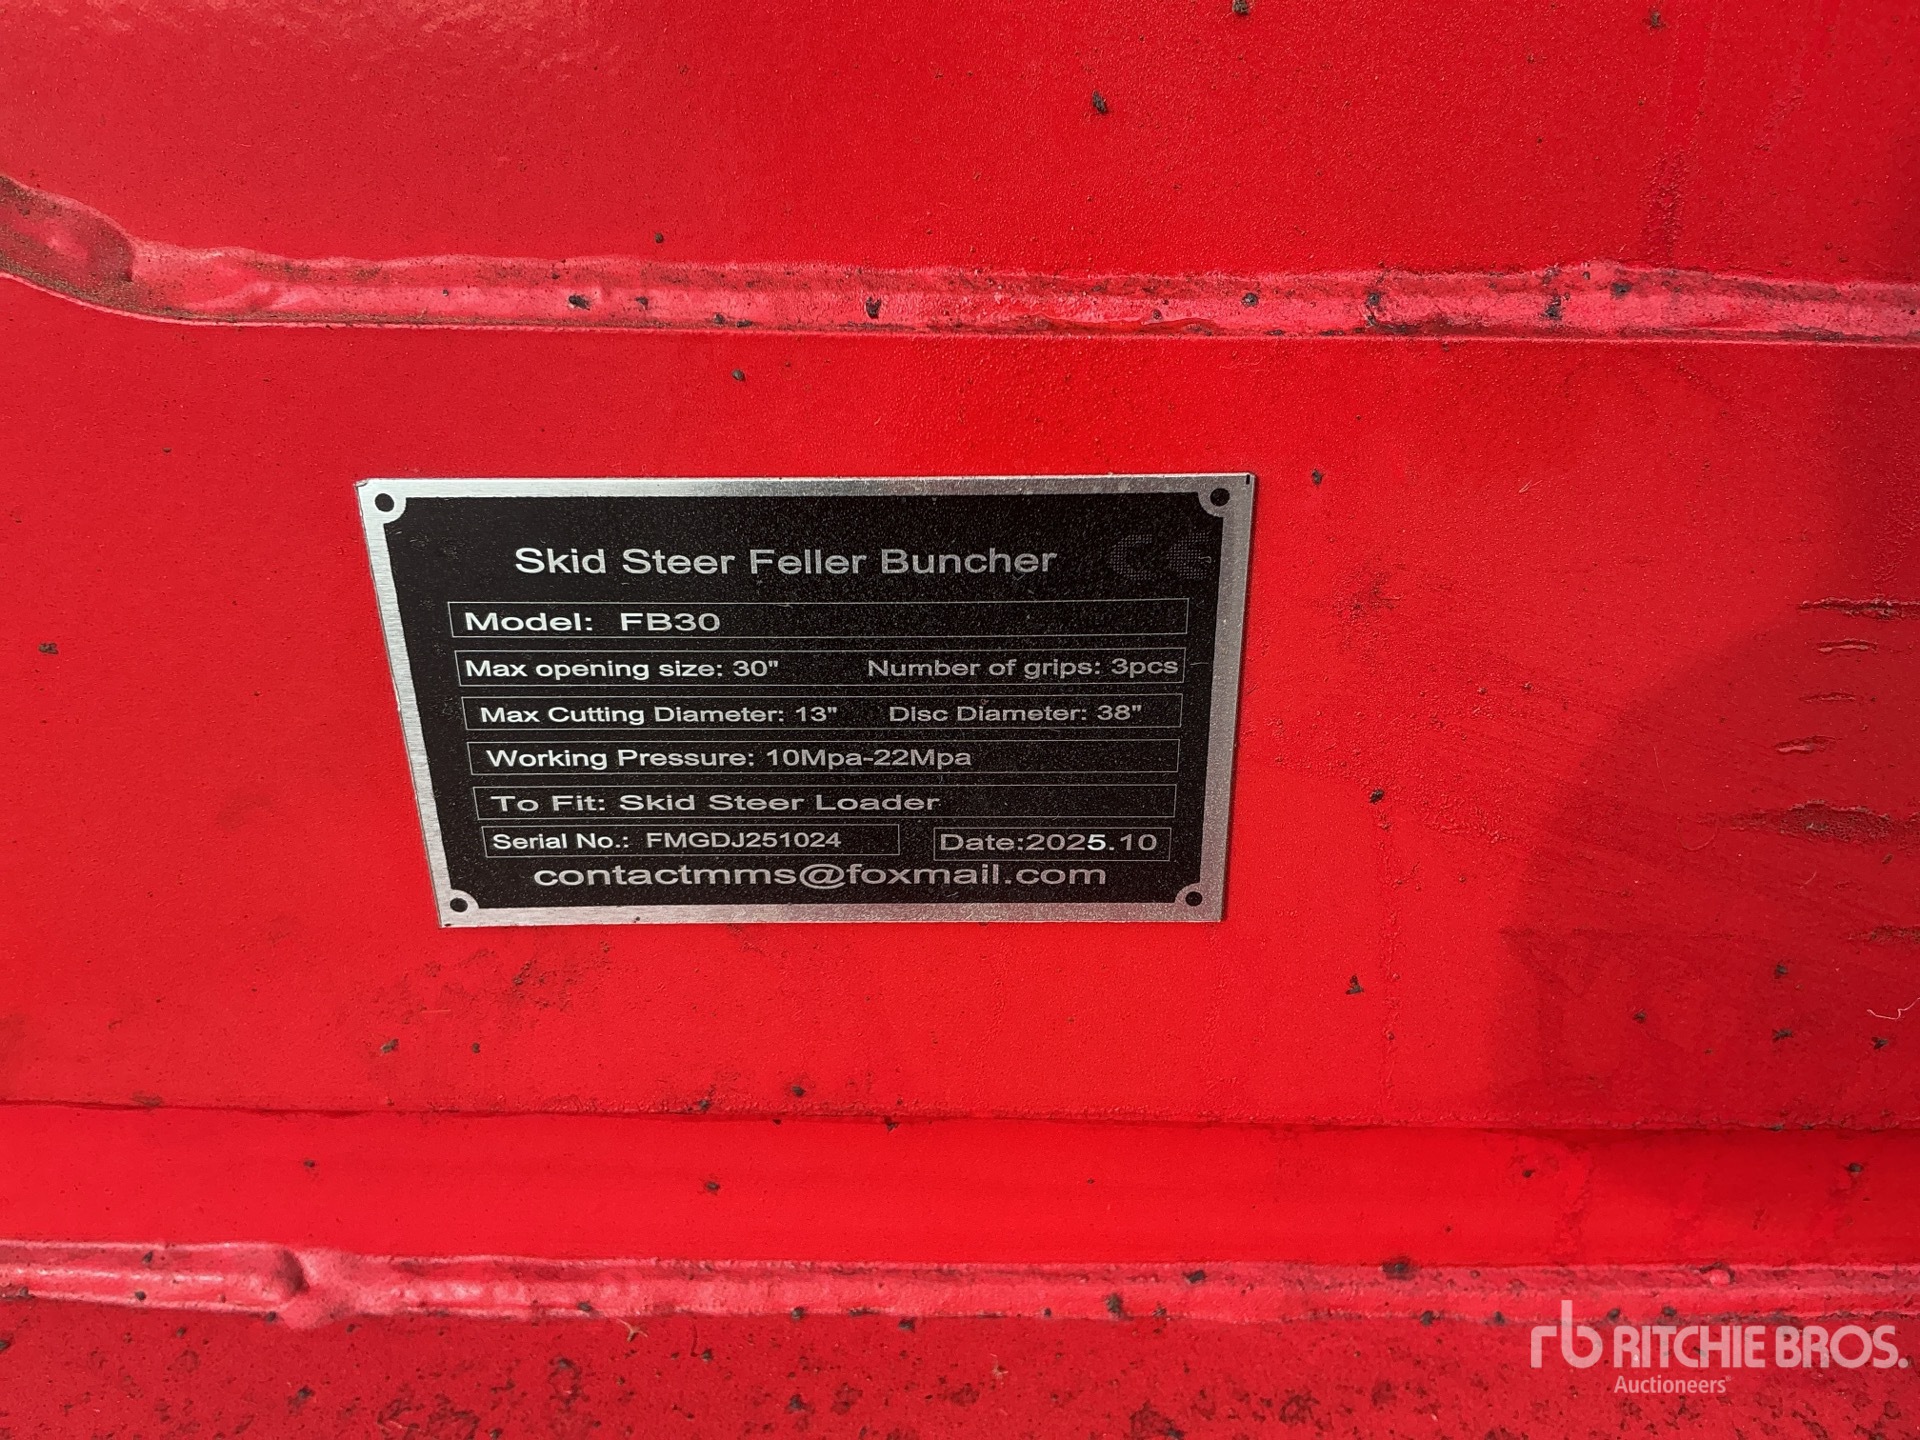 Skid Steer Feller Buncher CE
Model: FB30
Max opening size: 30" Number of grips: 3pcs
Max Cutting Diameter: 13" Disc Diameter: 38"
Working Pressure: 10Mpa-22Mpa
To Fit: Skid Steer Loader
Serial No.: FMGDJ251024 Date:2025.10
contactmms@foxmail.com
rb RITCHIE BROS.
Auctioneers